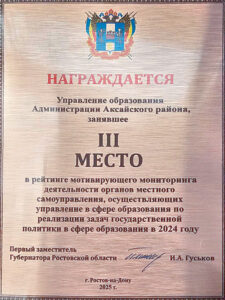 НАГРАЖДАЕТСЯ
Управление образования
Администрации Аксайского района,
занявшее
III
МЕСТО
в рейтинге мотивирующего мониторинга
деятельности органов местного
самоуправления, осуществляющих
управление в сфере образования по
реализации задач государственной
политики в сфере образования в 2024 году
Первый заместитель
Губернатора Ростовской области И.А. Гуськов
г. Ростов-на-Дону
2025 г.